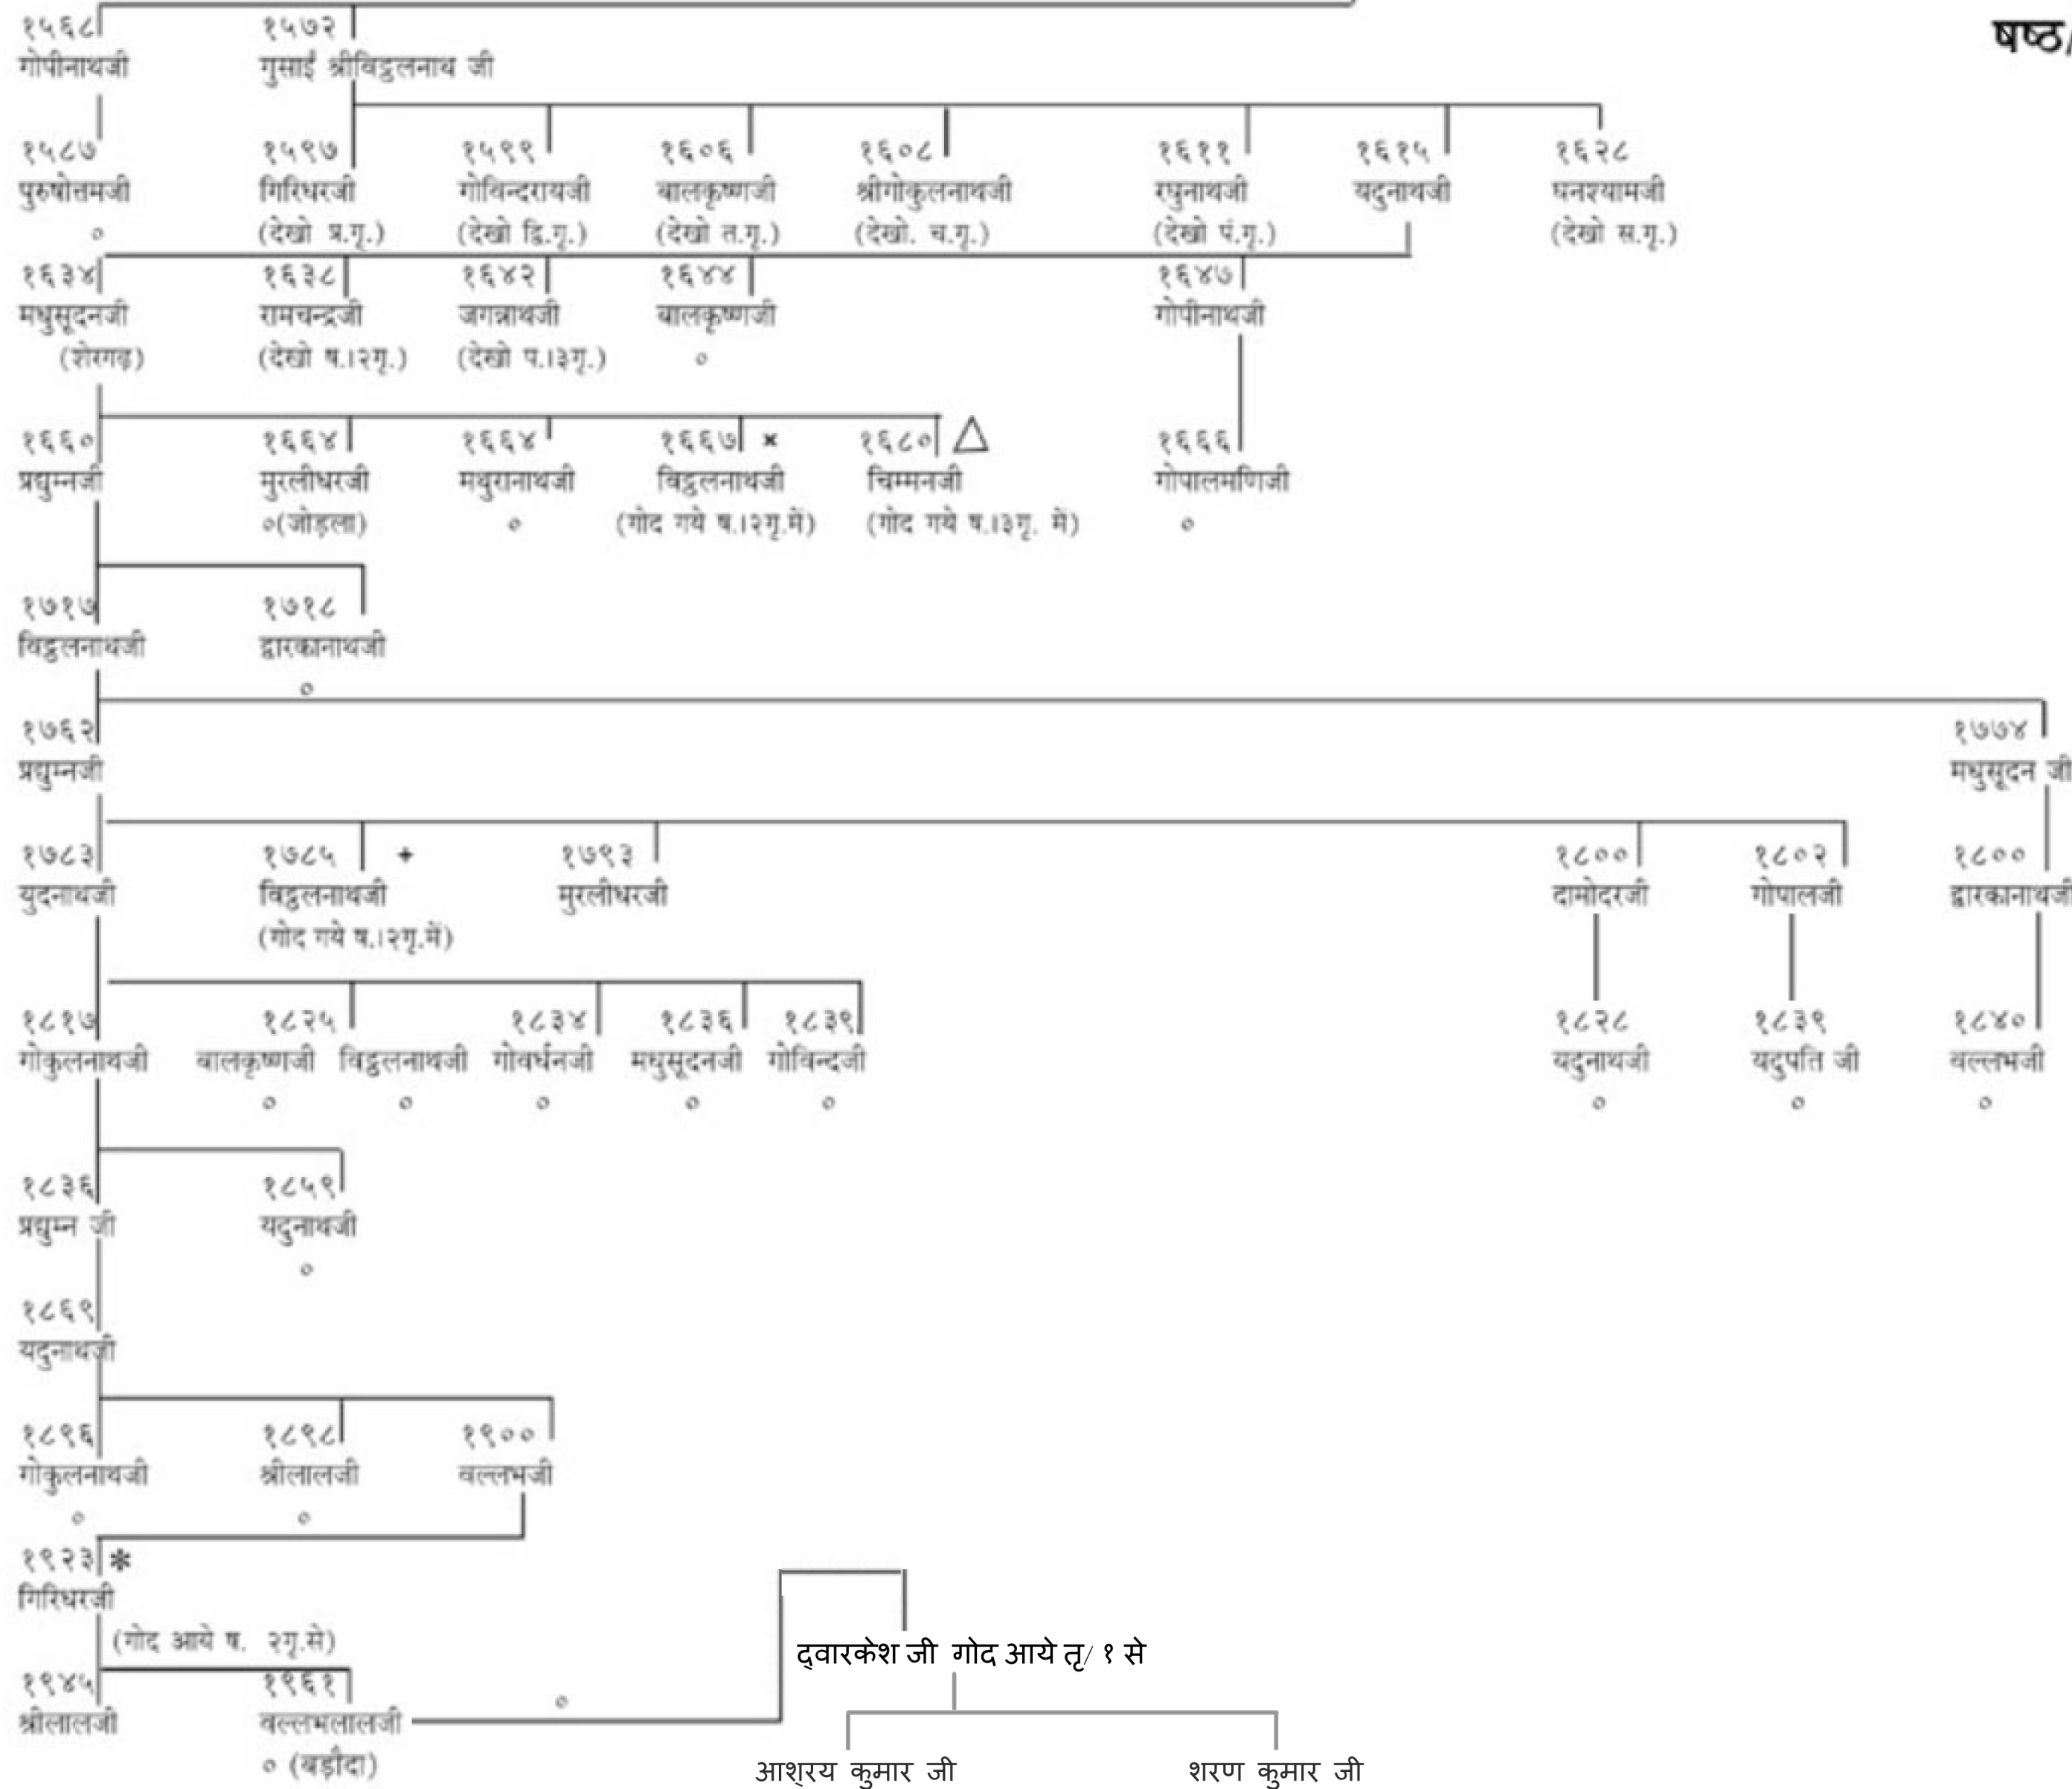 १५६८ १५७२ षष्ठ/
गोपीनाथजी गुसाईं श्रीविट्ठलनाथ जी
१५८७ १५९७ १५९९ १६०६ १६०८ १६११ १६१५ १६२८
पुरुषोत्तमजी गिरिधरजी गोविन्दरायजी बालकृष्णजी श्रीगोकुलनाथजी रघुनाथजी यदुनाथजी घनश्यामजी
० (देखो प्र.गृ.) (देखो द्वि.गृ.) (देखो त.गृ.) (देखो. च.गृ.) (देखो पं.गृ.) (देखो स.गृ.)
१६३४ १६३८ १६४२ १६४४ १६४७
मधुसूदनजी रामचन्द्रजी जगन्नाथजी बालकृष्णजी गोपीनाथजी
(शेरगढ़) (देखो ष.।२गृ.) (देखो प.।३गृ.) ०
१६६० १६६४ १६६४ १६६७ × १६८० △ १६६६
प्रद्युम्नजी मुरलीधरजी मथुरानाथजी विट्ठलनाथजी चिम्मनजी गोपालमणिजी
०(जोड़ला) ० (गोद गये ष.।२गृ.में) (गोद गये ष.।३गृ. में) ०
१७१७ १७१८
विट्ठलनाथजी द्वारकानाथजी
०
१७६२ १७७४
प्रद्युम्नजी मधुसूदन जी
१७८३ १७८५ + १७९३ १८०० १८०२ १८००
युदनाथजी विट्ठलनाथजी मुरलीधरजी दामोदरजी गोपालजी द्वारकानाथजी
(गोद गये ष.।२गृ.में)
१८१७ १८२५ १८३४ १८३६ १८३९ १८२८ १८३९ १८४०
गोकुलनाथजी बालकृष्णजी विट्ठलनाथजी गोवर्धनजी मधुसूदनजी गोविन्दजी यदुनाथजी यदुपति जी वल्लभजी
० ० ० ० ० ० ० ०
१८३६ १८५९
प्रद्युम्न जी यदुनाथजी
०
१८६९
यदुनाथजी
१८९६ १८९८ १९००
गोकुलनाथजी श्रीलालजी वल्लभजी
० ०
१९२३ *
गिरिधरजी
(गोद आये ष. २गृ.से) द्वारकेश जी गोद आये तृ/ १ से
१९४५ १९६१ ०
श्रीलालजी वल्लभलालजी
० (बड़ौदा) आश्रय कुमार जी शरण कुमार जी